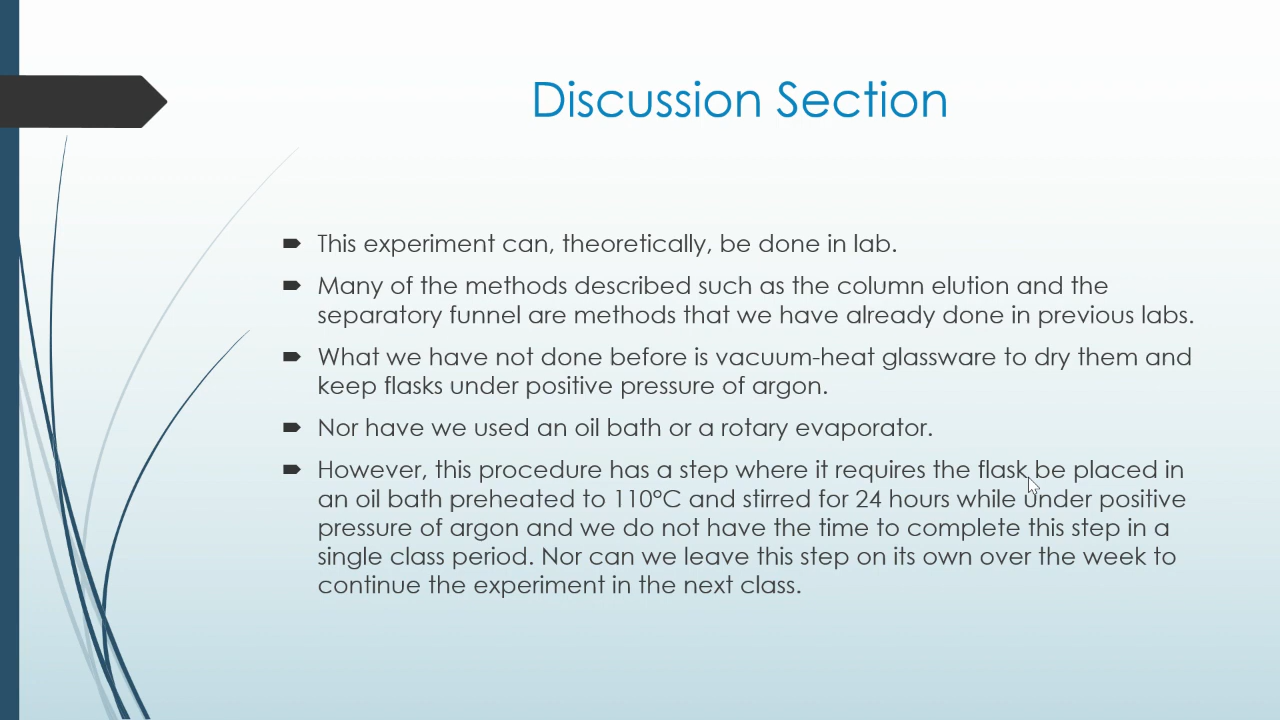 Discussion Section
This experiment can, theoretically, be done in lab.
Many of the methods described such as the column elution and the
separatory funnel are methods that we have already done in previous labs.
What we have not done before is vacuum-heat glassware to dry them and
keep flasks under positive pressure of argon.
Nor have we used an oil bath or a rotary evaporator.
However, this procedure has a step where it requires the flask be placed in
an oil bath preheated to 110°C and stirred for 24 hours while under positive
pressure of argon and we do not have the time to complete this step in a
single class period. Nor can we leave this step on its own over the week to
continue the experiment in the next class.